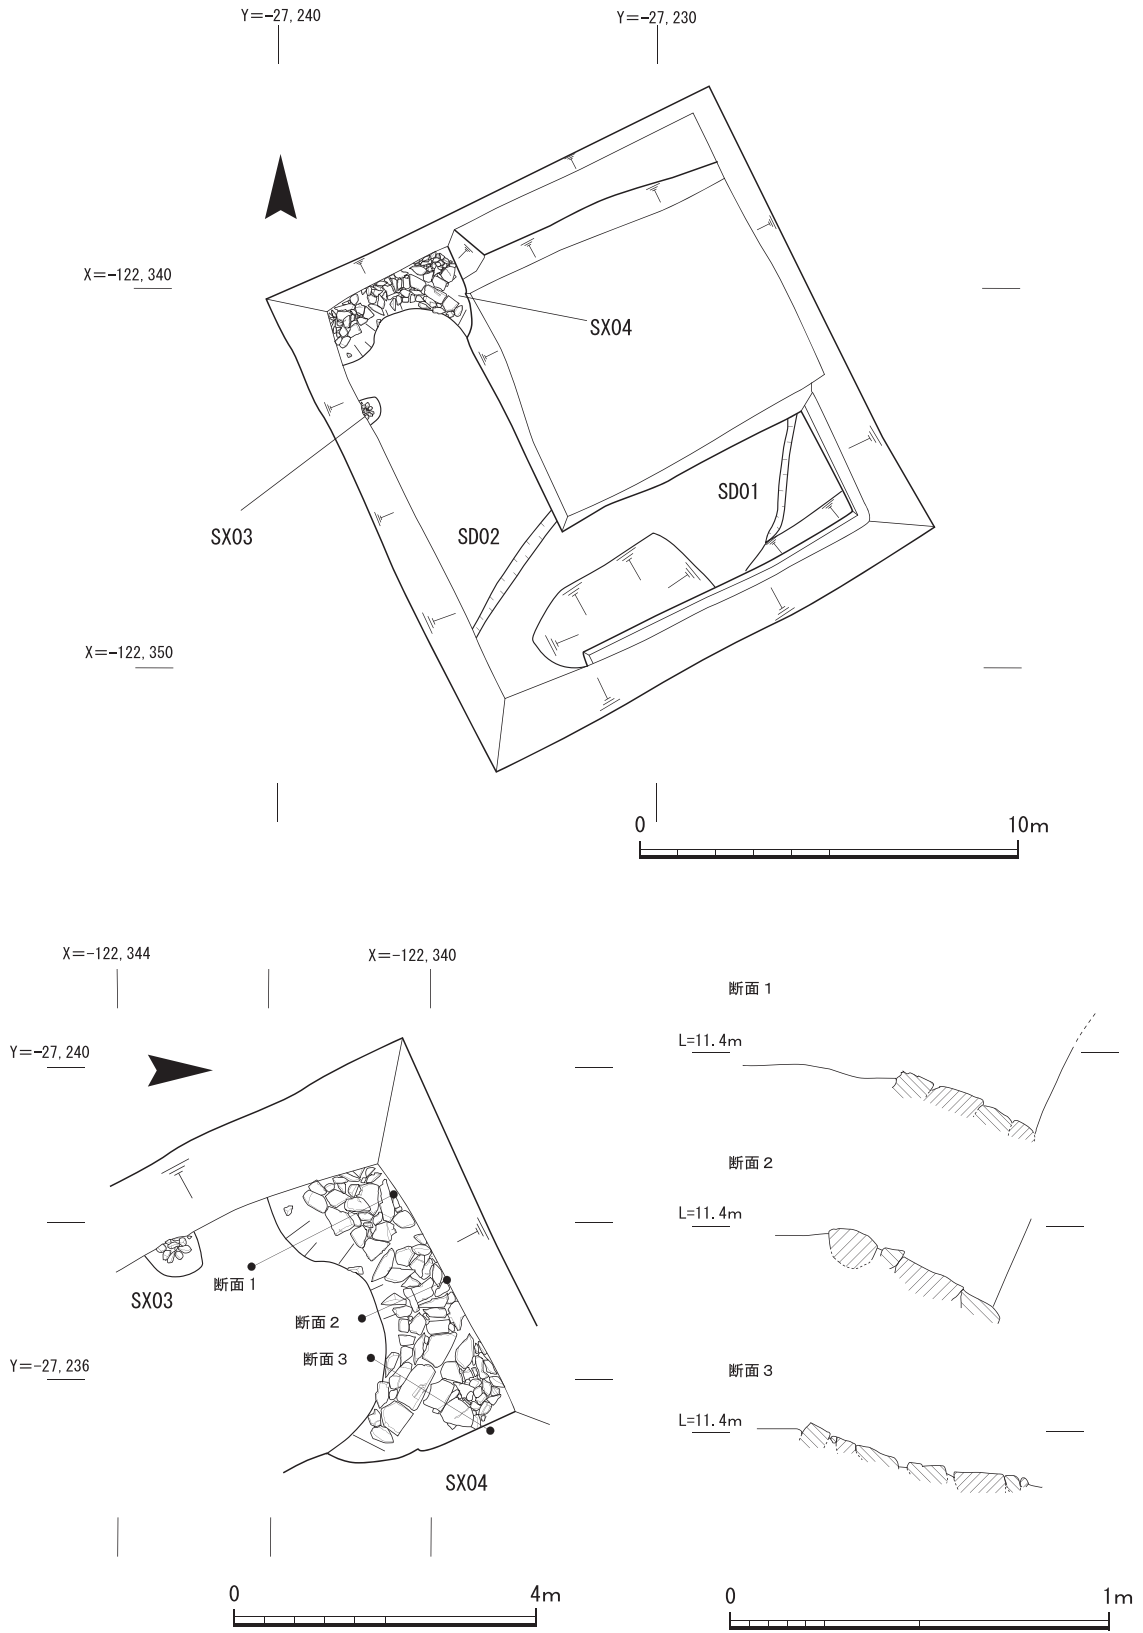 Y＝-27,240
Y＝-27,230
X＝-122,340
SX04
SD01
SX03
SD02
X＝-122,350
0
10m
X＝-122,344
X＝-122,340
断面1
L=11.4m
Y＝-27,240
断面2
L=11.4m
断面1
SX03
断面2
断面3
Y＝-27,236
断面3
L=11.4m
SX04
0
4m
0
1m